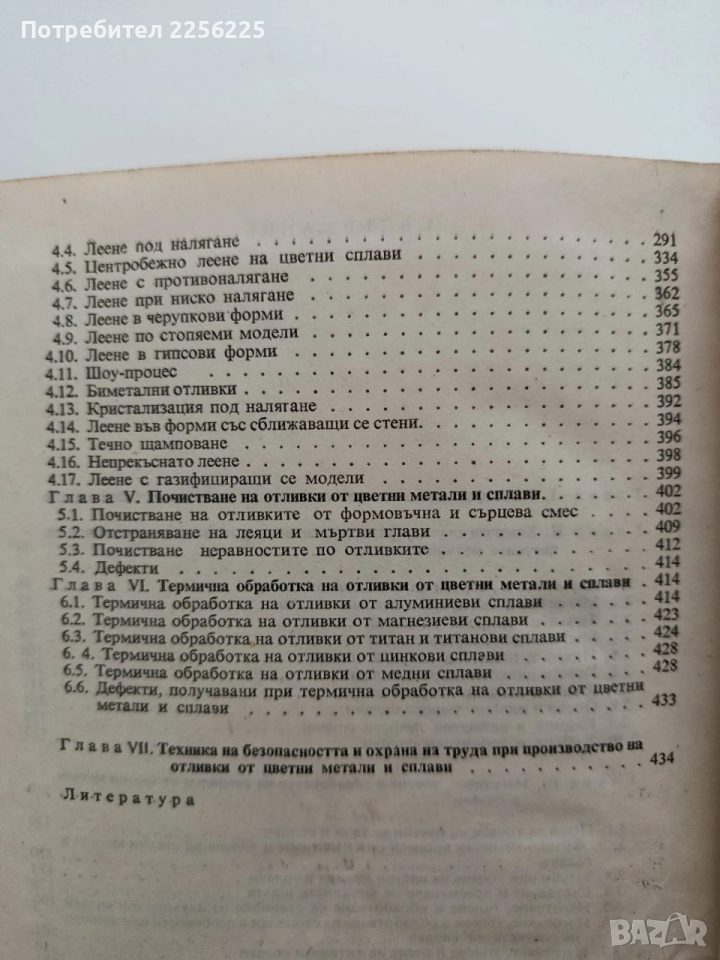 Потребител 2256225
4.4. Леене под налягане . . . . . . . . . . . . . . . . . . . 291
4.5. Центробежно леене на цветни сплави . . . . . . . . . . . . 334
4.6. Леене с противоналягане . . . . . . . . . . . . . . . . . 355
4.7. Леене при ниско налягане . . . . . . . . . . . . . . . . . 362
4.8. Леене в черупкови форми . . . . . . . . . . . . . . . . . 365
4.9. Леене по стопяеми модели . . . . . . . . . . . . . . . . . 371
4.10. Леене в гипсови форми . . . . . . . . . . . . . . . . . 378
4.11. Шоу-процес . . . . . . . . . . . . . . . . . . . . . 384
4.12. Биметални отливки . . . . . . . . . . . . . . . . . . . 385
4.13. Кристализация под налягане . . . . . . . . . . . . . . . . 392
4.14. Леене във форми със сближаващи се стени. . . . . . . . . . . 394
4.15. Течно щамповане . . . . . . . . . . . . . . . . . . . 396
4.16. Непрекъснато леене . . . . . . . . . . . . . . . . . . . 398
4.17. Леене с газифициращи се модели . . . . . . . . . . . . . . 399
Глава V. Почистване на отливки от цветни метали и сплави. . . . . . 402
5.1. Почистване на отливките от формовъчна и сърцева смес . . . . . 402
5.2. Отстраняване на леяци и мъртви глави . . . . . . . . . . . 409
5.3. Почистване неравностите по отливките . . . . . . . . . . . 412
5.4. Дефекти . . . . . . . . . . . . . . . . . . . . . . 414
Глава VI. Термична обработка на отливки от цветни метали и сплави . 414
6.1. Термична обработка на отливки от алуминиеви сплави . . . . . . 414
6.2. Термична обработка на отливки от магнезиеви сплави . . . . . . 423
6.3. Термична обработка на отливки от титан и титанови сплави . . . . 424
6. 4. Термична обработка на отливки от цинкови сплави . . . . . . . 428
6.5. Термична обработка на отливки от медни сплави . . . . . . . . 428
6.6. Дефекти, получавани при термична обработка на отливки от цветни
метали и сплави . . . . . . . . . . . . . . . . . . . 433
Глава VII. Техника на безопасността и охрана на труда при производство на
отливки от цветни метали и сплави . . . . . . . . . . 434
Литература
BAZAR